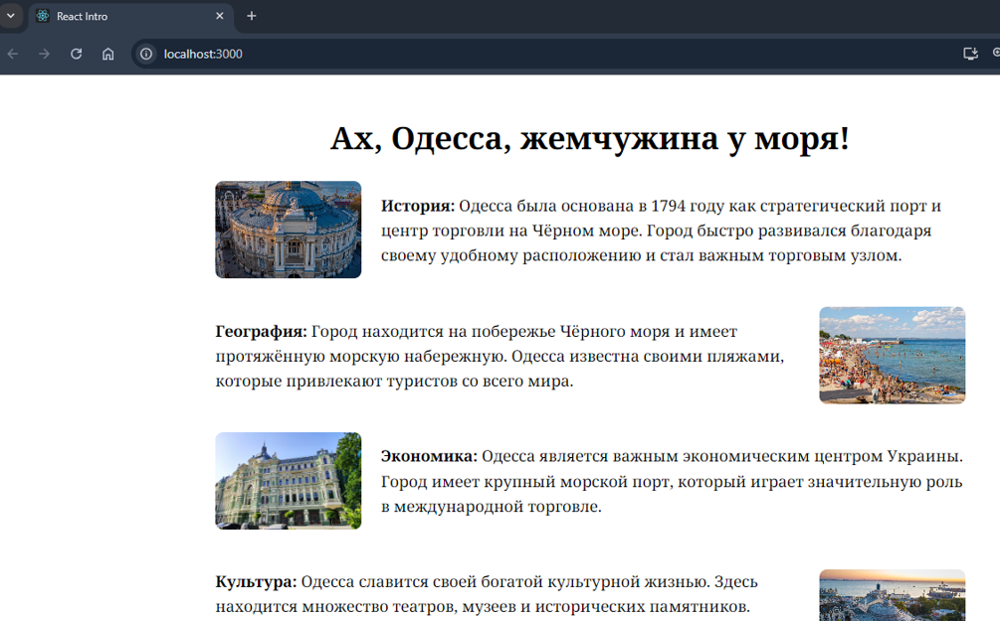 React Intro
localhost:3000
Ах, Одесса, жемчужина у моря!
История: Одесса была основана в 1794 году как стратегический порт и
центр торговли на Чёрном море. Город быстро развивался благодаря
своему удобному расположению и стал важным торговым узлом.
География: Город находится на побережье Чёрного моря и имеет
протяжённую морскую набережную. Одесса известна своими пляжами,
которые привлекают туристов со всего мира.
Экономика: Одесса является важным экономическим центром Украины.
Город имеет крупный морской порт, который играет значительную роль
в международной торговле.
Культура: Одесса славится своей богатой культурной жизнью. Здесь
находится множество театров, музеев и исторических памятников.